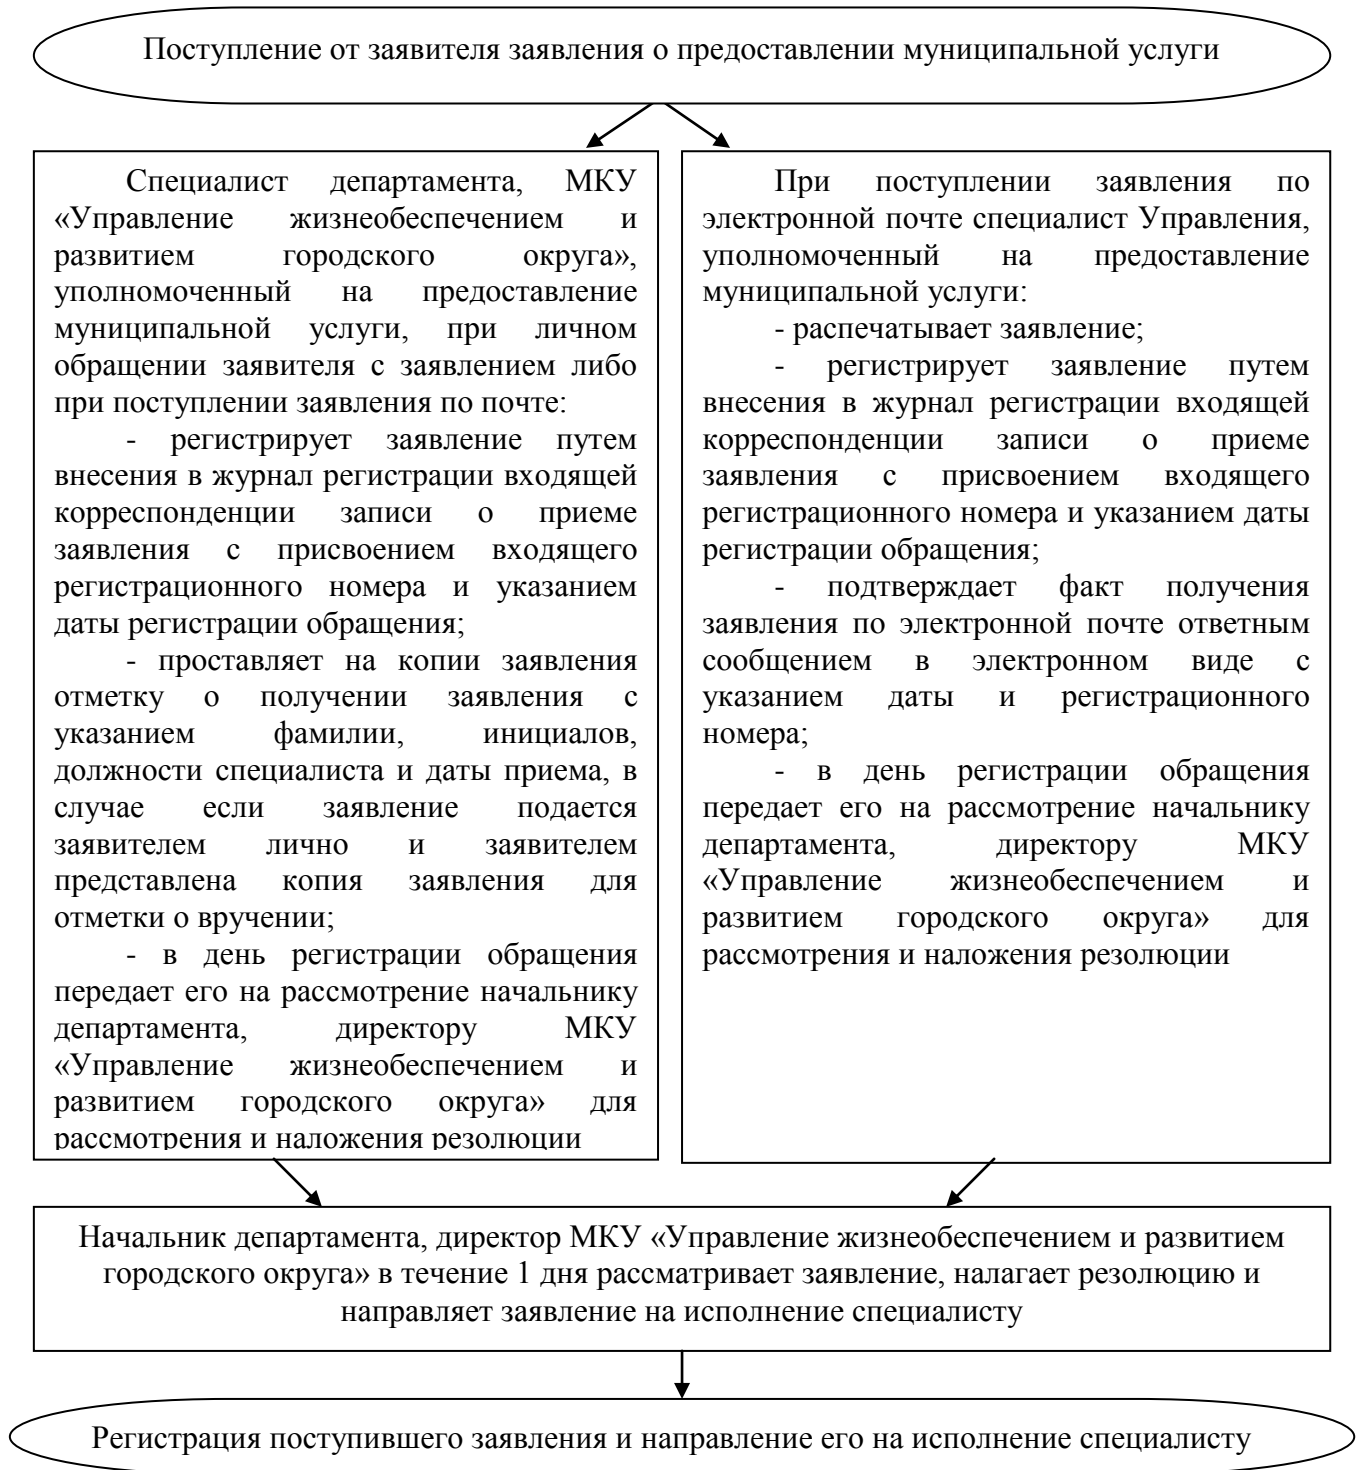 Поступление от заявителя заявления о предоставлении муниципальной услуги
Специалист департамента, МКУ
«Управление жизнеобеспечением и
развитием городского округа»,
уполномоченный на предоставление
муниципальной услуги, при личном
обращении заявителя с заявлением либо
при поступлении заявления по почте:
- регистрирует заявление путем
внесения в журнал регистрации входящей
корреспонденции записи о приеме
заявления с присвоением входящего
регистрационного номера и указанием
даты регистрации обращения;
- проставляет на копии заявления
отметку о получении заявления с
указанием фамилии, инициалов,
должности специалиста и даты приема, в
случае если заявление подается
заявителем лично и заявителем
представлена копия заявления для
отметки о вручении;
- в день регистрации обращения
передает его на рассмотрение начальнику
департамента, директору МКУ
«Управление жизнеобеспечением и
развитием городского округа» для
рассмотрения и наложения резолюции
При поступлении заявления по
электронной почте специалист Управления,
уполномоченный на предоставление
муниципальной услуги:
- распечатывает заявление;
- регистрирует заявление путем
внесения в журнал регистрации входящей
корреспонденции записи о приеме
заявления с присвоением входящего
регистрационного номера и указанием даты
регистрации обращения;
- подтверждает факт получения
заявления по электронной почте ответным
сообщением в электронном виде с
указанием даты и регистрационного
номера;
- в день регистрации обращения
передает его на рассмотрение начальнику
департамента, директору МКУ
«Управление жизнеобеспечением и
развитием городского округа» для
рассмотрения и наложения резолюции
Начальник департамента, директор МКУ «Управление жизнеобеспечением и развитием
городского округа» в течение 1 дня рассматривает заявление, налагает резолюцию и
направляет заявление на исполнение специалисту
Регистрация поступившего заявления и направление его на исполнение специалисту